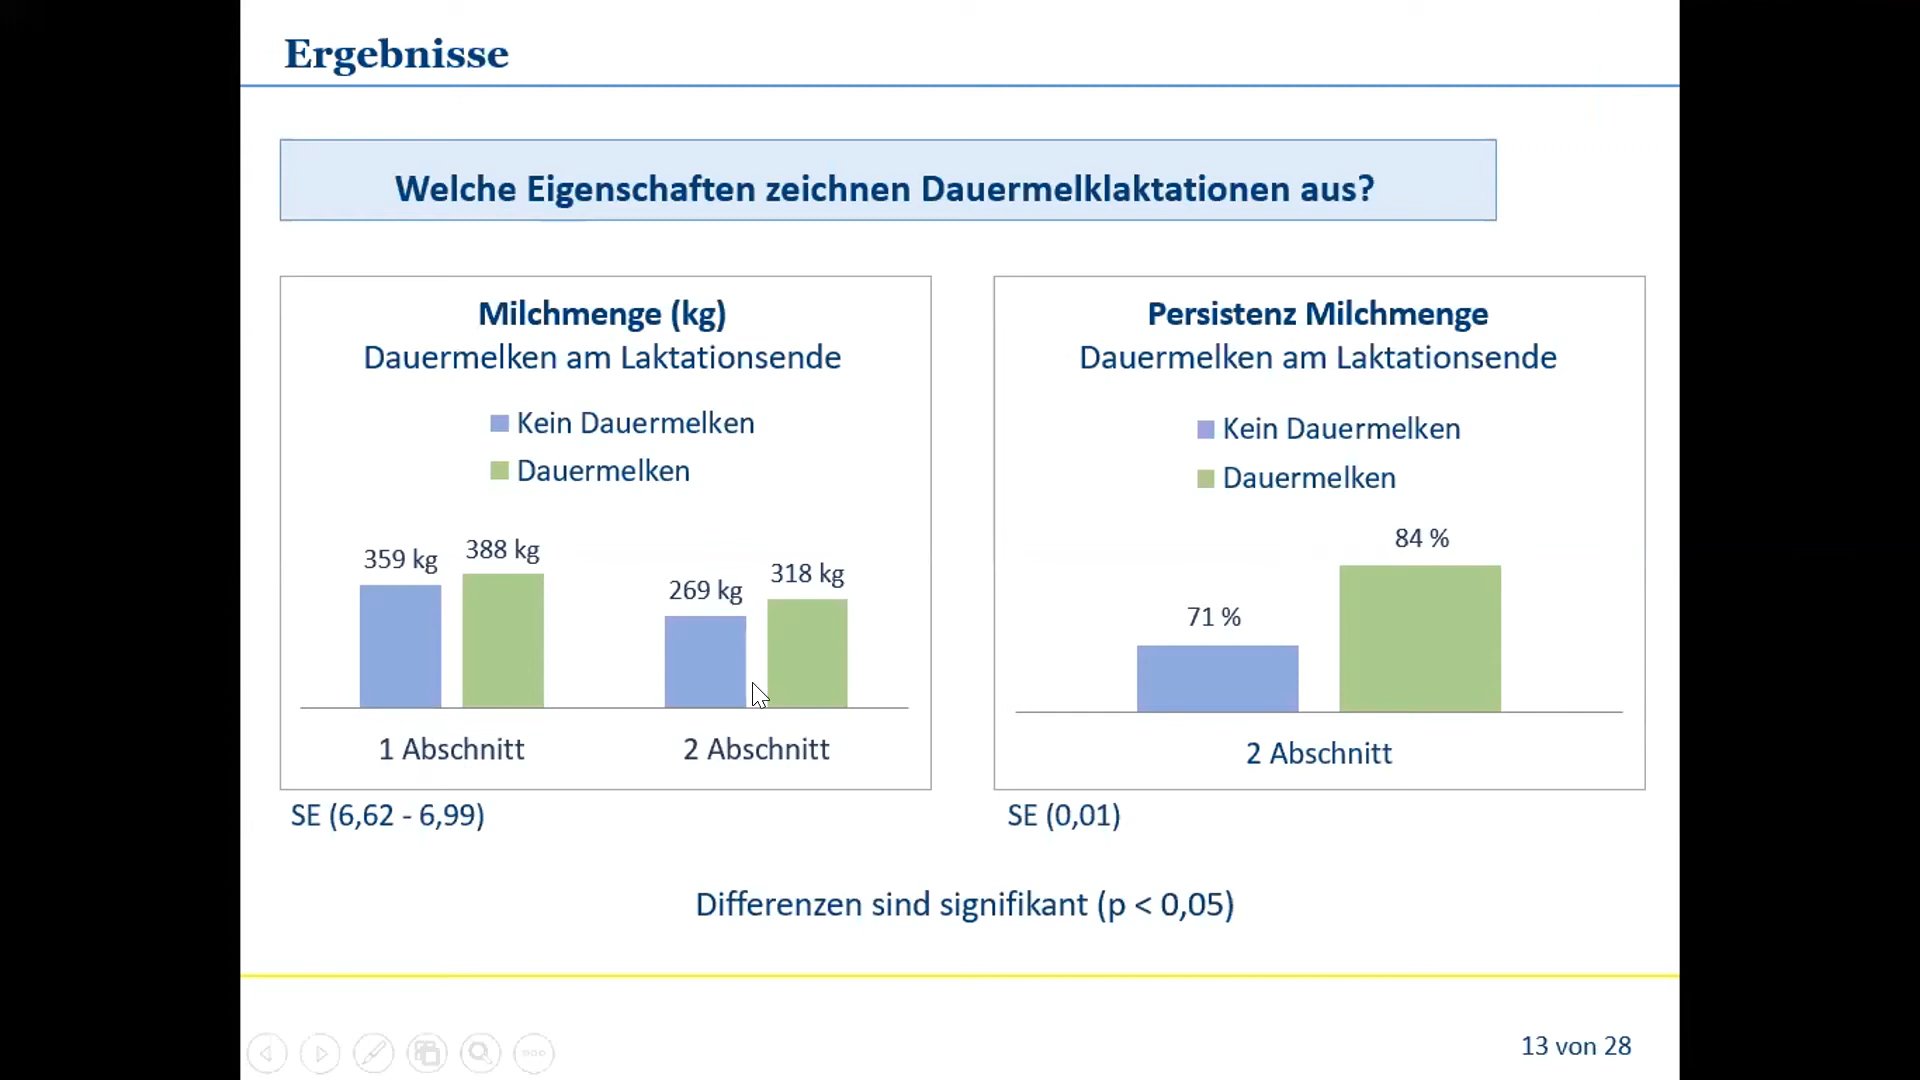 Ergebnisse
Welche Eigenschaften zeichnen Dauermelklaktationen aus?
Milchmenge (kg)
Dauermelken am Laktationsende
Kein Dauermelken
Dauermelken
359 kg
388 kg
269 kg
318 kg
1 Abschnitt
2 Abschnitt
SE (6,62 - 6,99)
Persistenz Milchmenge
Dauermelken am Laktationsende
Kein Dauermelken
Dauermelken
71 %
84 %
2 Abschnitt
SE (0,01)
Differenzen sind signifikant (p < 0,05)
13 von 28